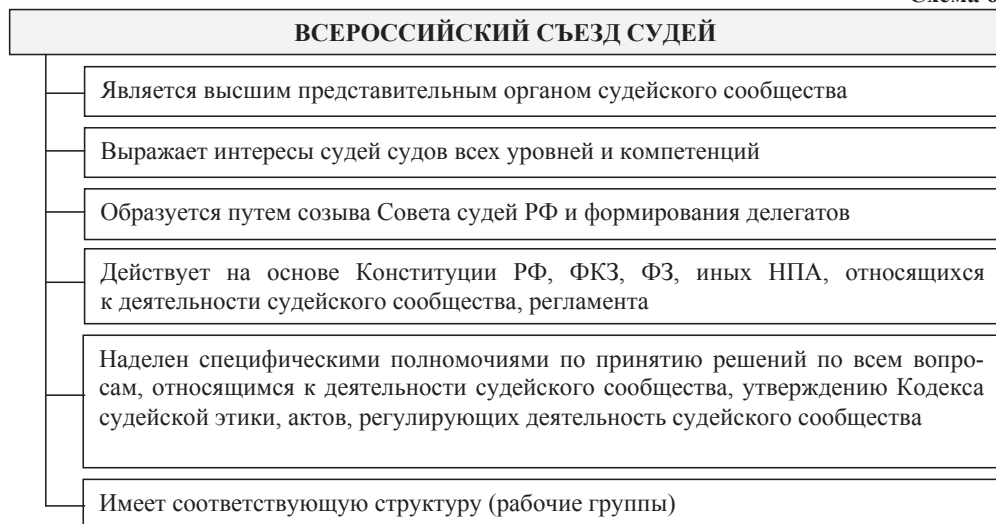 ВСЕРОССИЙСКИЙ СЪЕЗД СУДЕЙ
Является высшим представительным органом судейского сообщества
Выражает интересы судей судов всех уровней и компетенций
Образуется путем созыва Совета судей РФ и формирования делегатов
Действует на основе Конституции РФ, ФКЗ, ФЗ, иных НПА, относящихся
к деятельности судейского сообщества, регламента
Наделен специфическими полномочиями по принятию решений по всем вопро-
сам, относящимся к деятельности судейского сообщества, утверждению Кодекса
судейской этики, актов, регулирующих деятельность судейского сообщества
Имеет соответствующую структуру (рабочие группы)